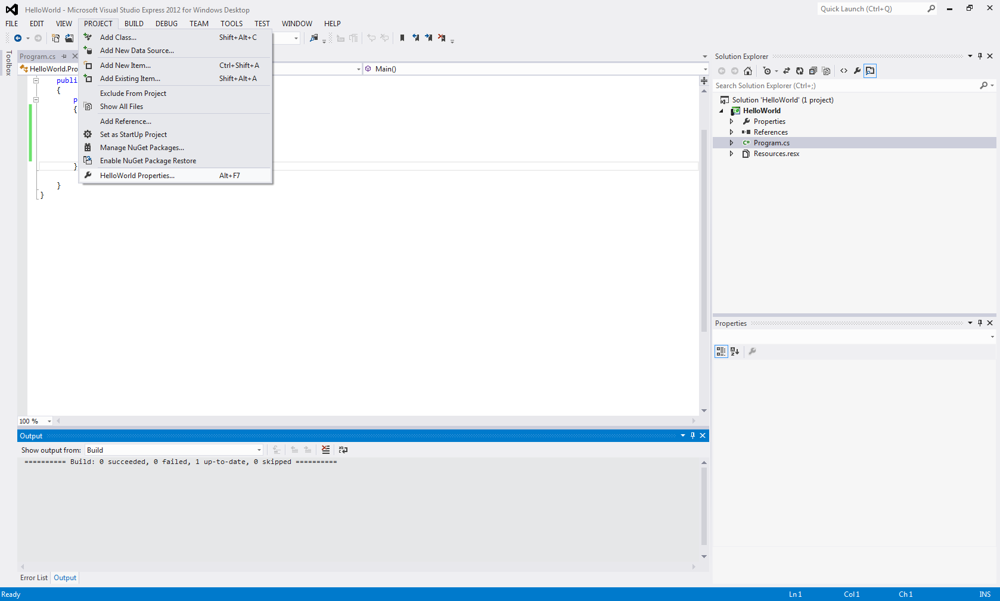 HelloWorld - Microsoft Visual Studio Express 2012 for Windows Desktop
Quick Launch (Ctrl+Q)
FILE EDIT VIEW PROJECT BUILD DEBUG TEAM TOOLS TEST WINDOW HELP
Add Class... Shift+Alt+C
Add New Data Source...
Add New Item... Ctrl+Shift+A
Add Existing Item... Shift+Alt+A
Exclude From Project
Show All Files
Add Reference...
Set as StartUp Project
Manage NuGet Packages...
Enable NuGet Package Restore
HelloWorld Properties... Alt+F7
Toolbox
Program.cs
HelloWorld.Pro
Main()
publi
{
p
{
}
}
}
100 %
Output
Show output from: Build
========== Build: 0 succeeded, 0 failed, 1 up-to-date, 0 skipped ==========
Error List Output
Solution Explorer
Search Solution Explorer (Ctrl+;)
Solution 'HelloWorld' (1 project)
HelloWorld
Properties
References
C# Program.cs
Resources.resx
Properties
Ready Ln 1 Col 1 Ch 1 INS